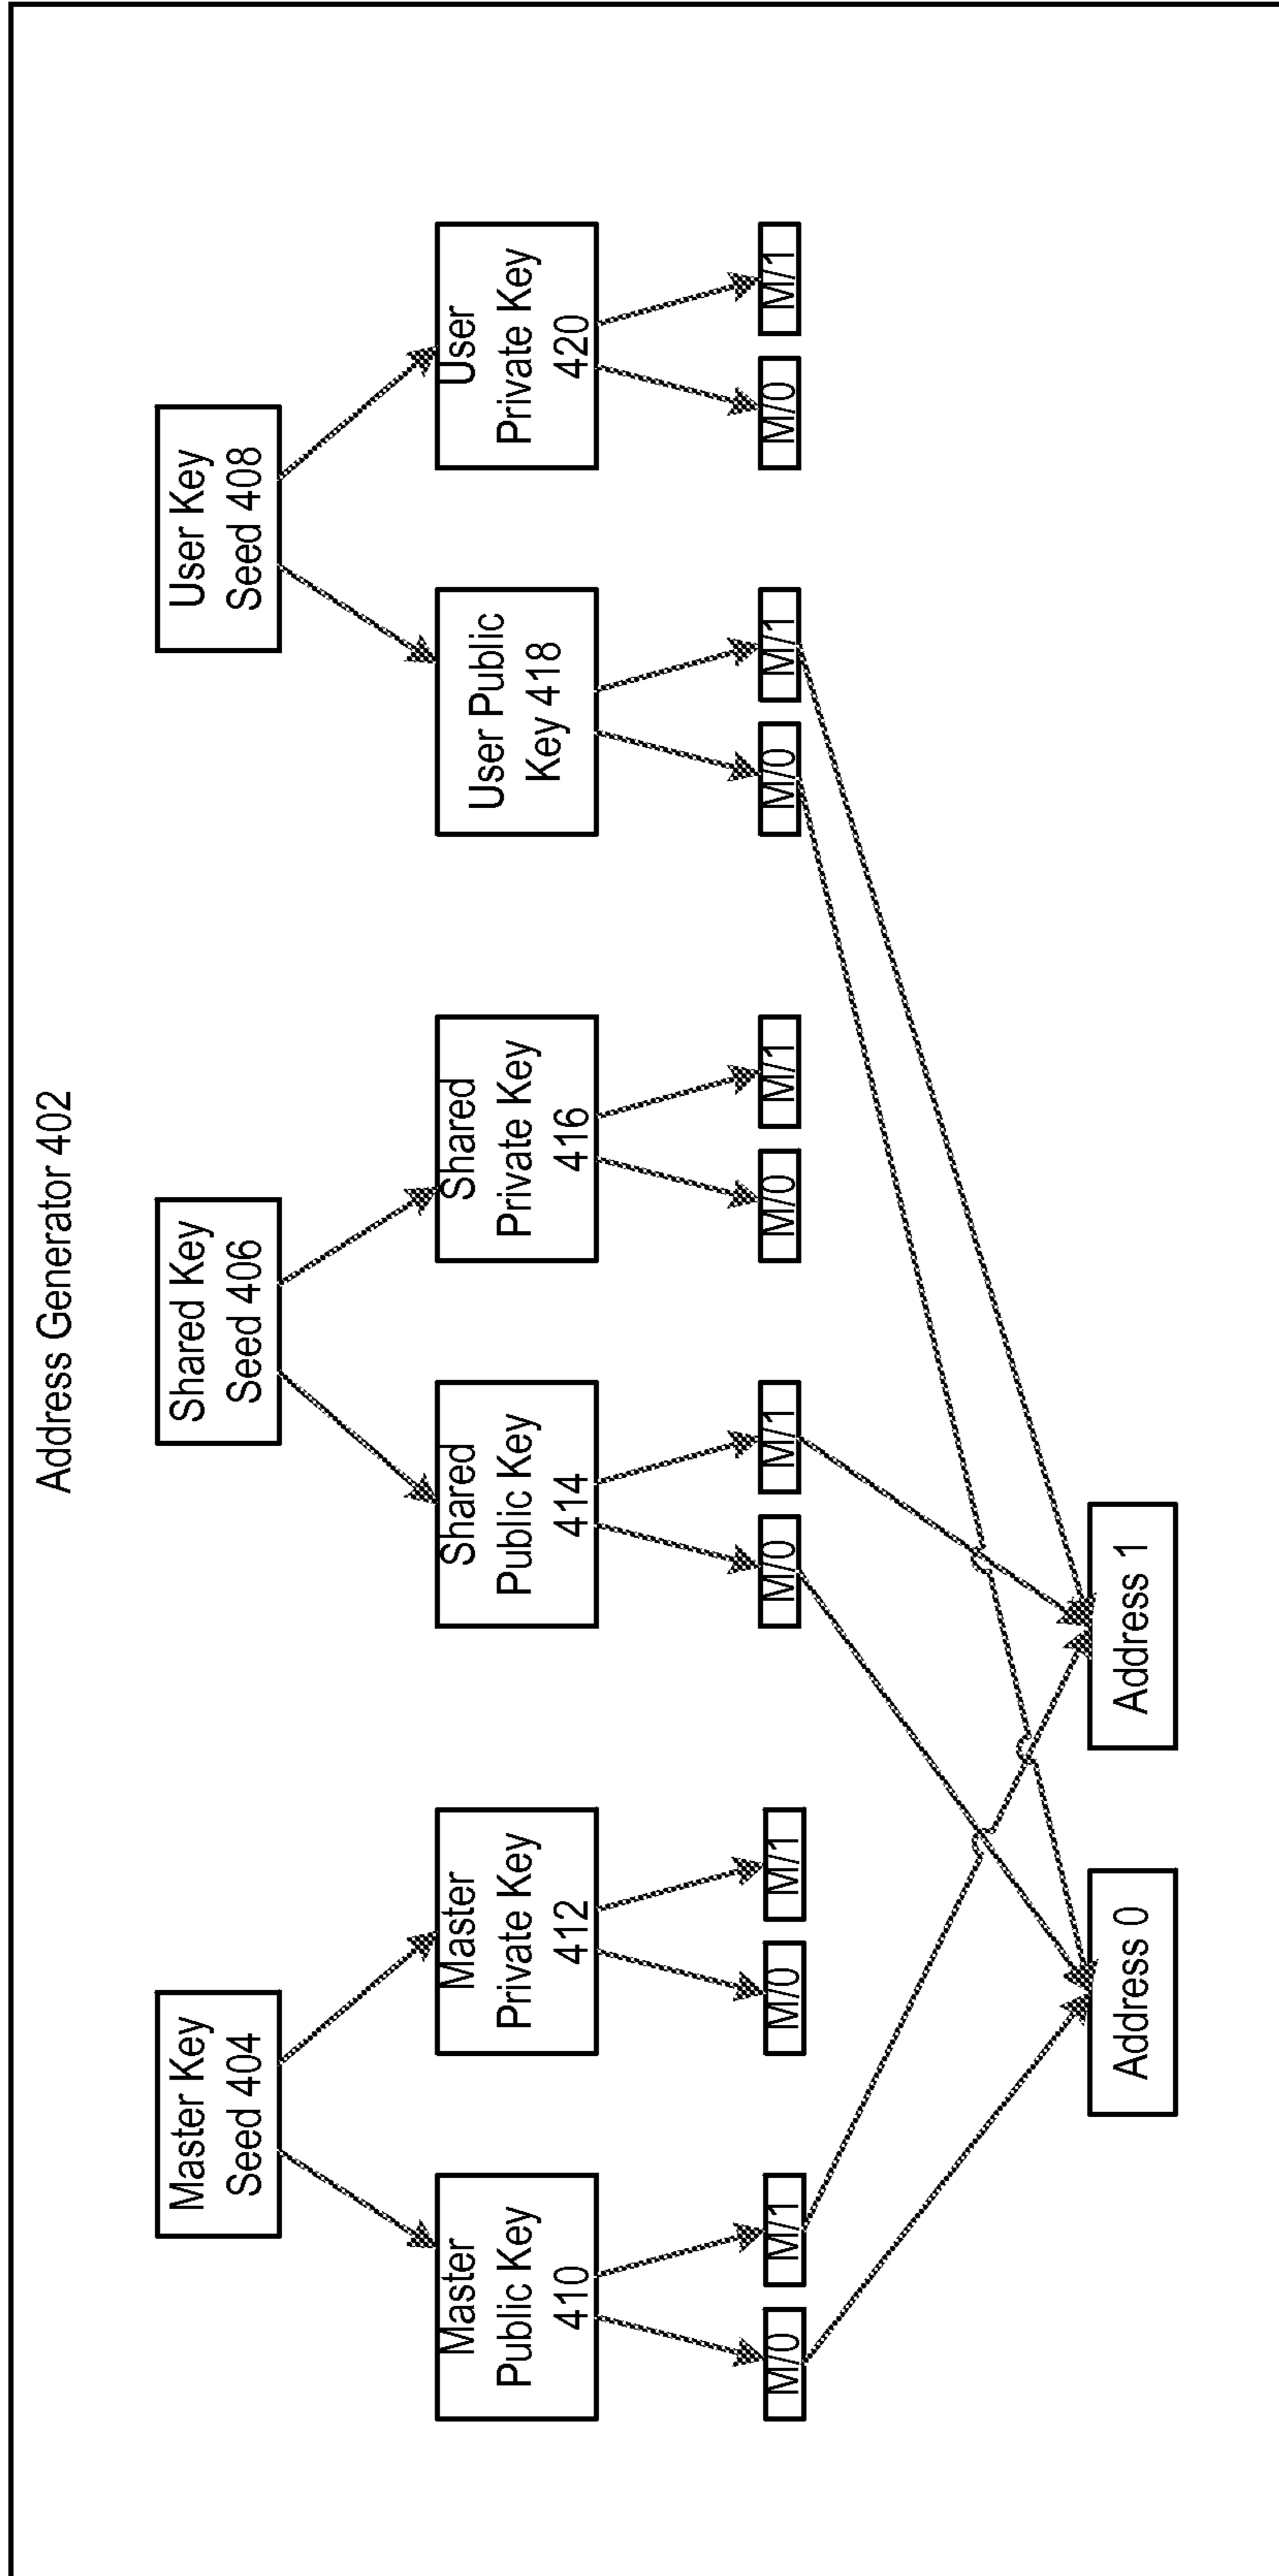 Address Generator 402
Master Key
Seed 404
Shared Key
Seed 406
User Key
Seed 408
Master
Public Key
410
Master
Private Key
412
Shared
Public Key
414
Shared
Private Key
416
User Public
Key 418
User
Private Key
420
M/0
M/1
M/0
M/1
M/0
M/1
M/0
M/1
M/0
M/1
M/0
M/1
Address 0
Address 1